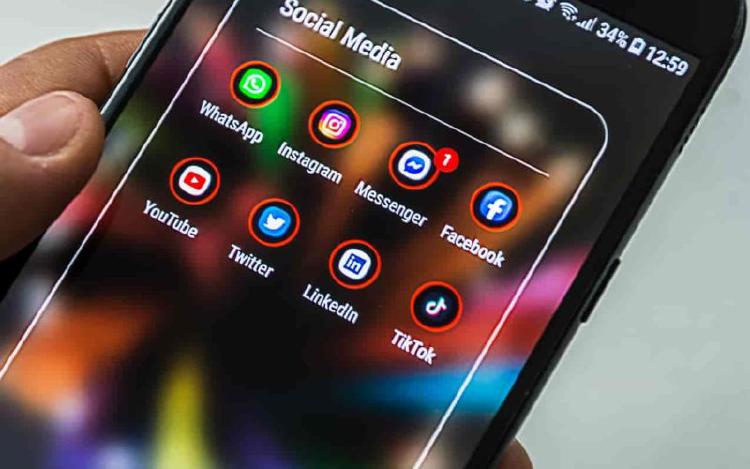 34% 12:59
Social Media
WhatsApp Instagram Messenger 1 Facebook
YouTube Twitter LinkedIn TikTok